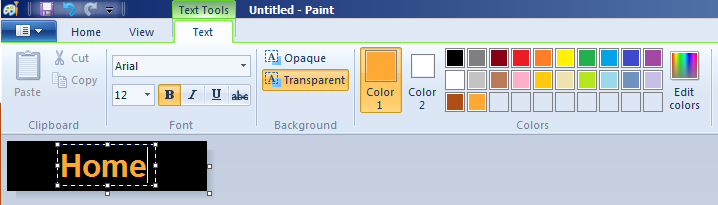 Text Tools Untitled - Paint
Home View Text
Paste Cut Copy Clipboard
Arial
12 B I U abc
Font
Opaque
Transparent
Background
Color 1
Color 2
Edit colors
Colors
Home